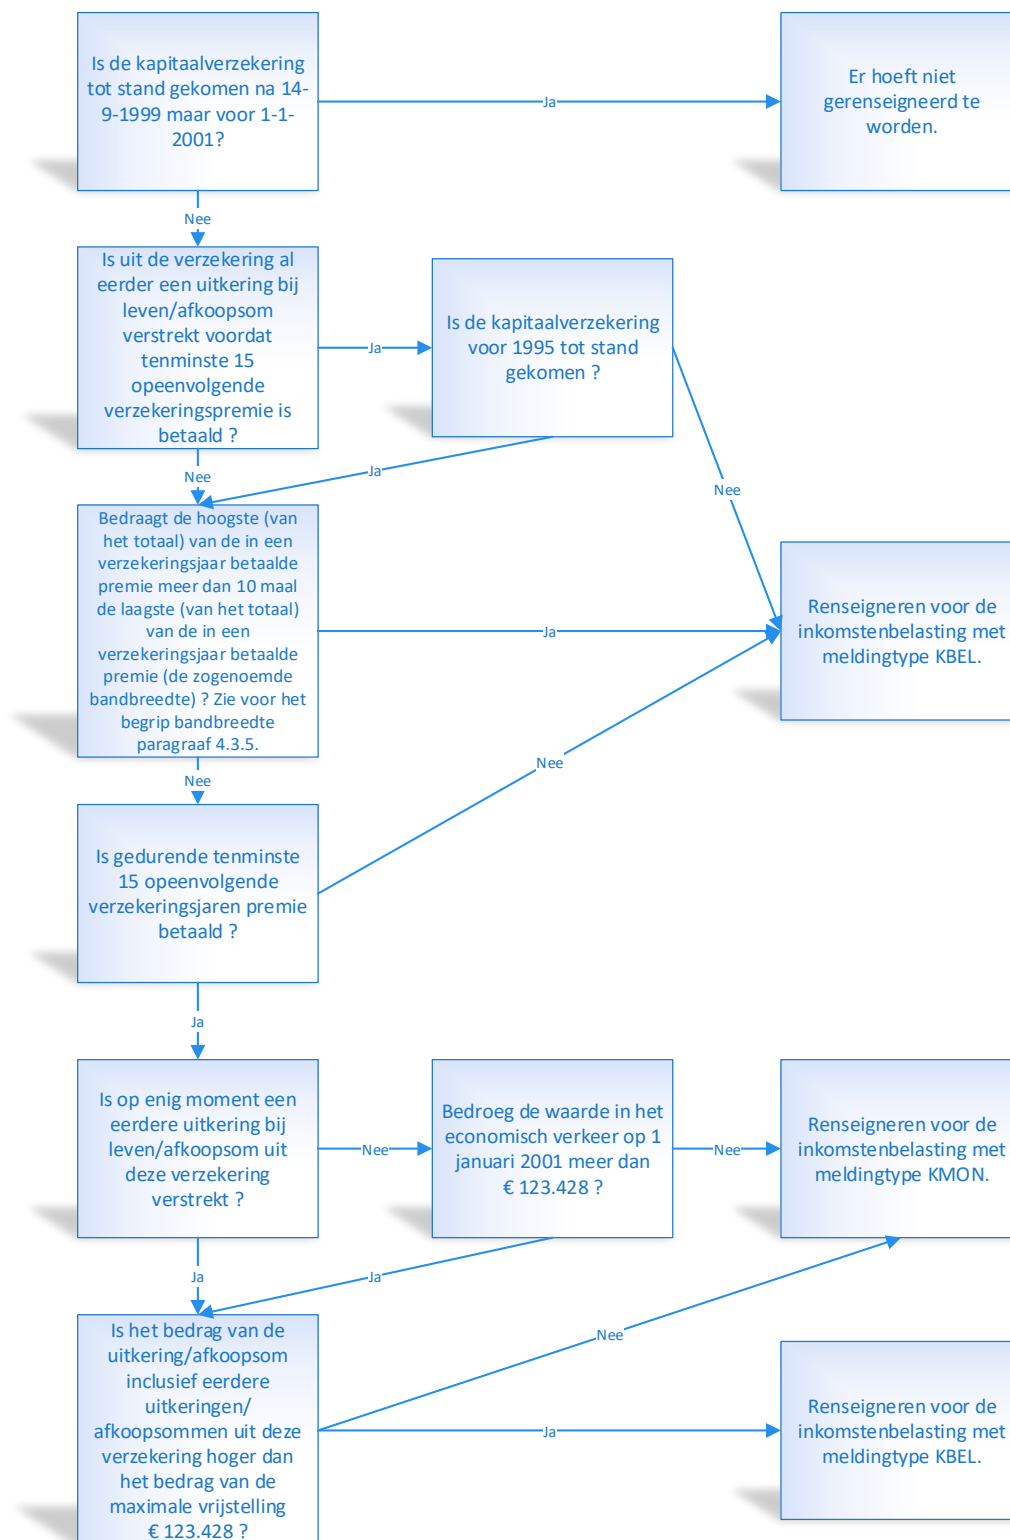 Is de kapitaalverzekering
tot stand gekomen na 14-
9-1999 maar voor 1-1-
2001?
Ja
Er hoeft niet
gerenseigneerd te
worden.
Nee
Is uit de verzekering al
eerder een uitkering bij
leven/afkoopsom
verstrekt voordat
tenminste 15
opeenvolgende
verzekeringspremie is
betaald ?
Ja
Is de kapitaalverzekering
voor 1995 tot stand
gekomen ?
Nee
Ja
Nee
Bedraagt de hoogste (van
het totaal) van de in een
verzekeringsjaar betaalde
premie meer dan 10 maal
de laagste (van het totaal)
van de in een
verzekeringsjaar betaalde
premie (de zogenoemde
bandbreedte) ? Zie voor het
begrip bandbreedte
paragraaf 4.3.5.
Ja
Renseigneren voor de
inkomstenbelasting met
meldingtype KBEL.
Nee
Nee
Is gedurende tenminste
15 opeenvolgende
verzekeringsjaren premie
betaald ?
Ja
Is op enig moment een
eerdere uitkering bij
leven/afkoopsom uit
deze verzekering
verstrekt ?
Nee
Bedroeg de waarde in het
economisch verkeer op 1
januari 2001 meer dan
€ 123.428 ?
Nee
Renseigneren voor de
inkomstenbelasting met
meldingtype KMON.
Ja
Ja
Nee
Is het bedrag van de
uitkering/afkoopsom
inclusief eerdere
uitkeringen/
afkoopsommen uit deze
verzekering hoger dan
het bedrag van de
maximale vrijstelling
€ 123.428 ?
Ja
Renseigneren voor de
inkomstenbelasting met
meldingtype KBEL.